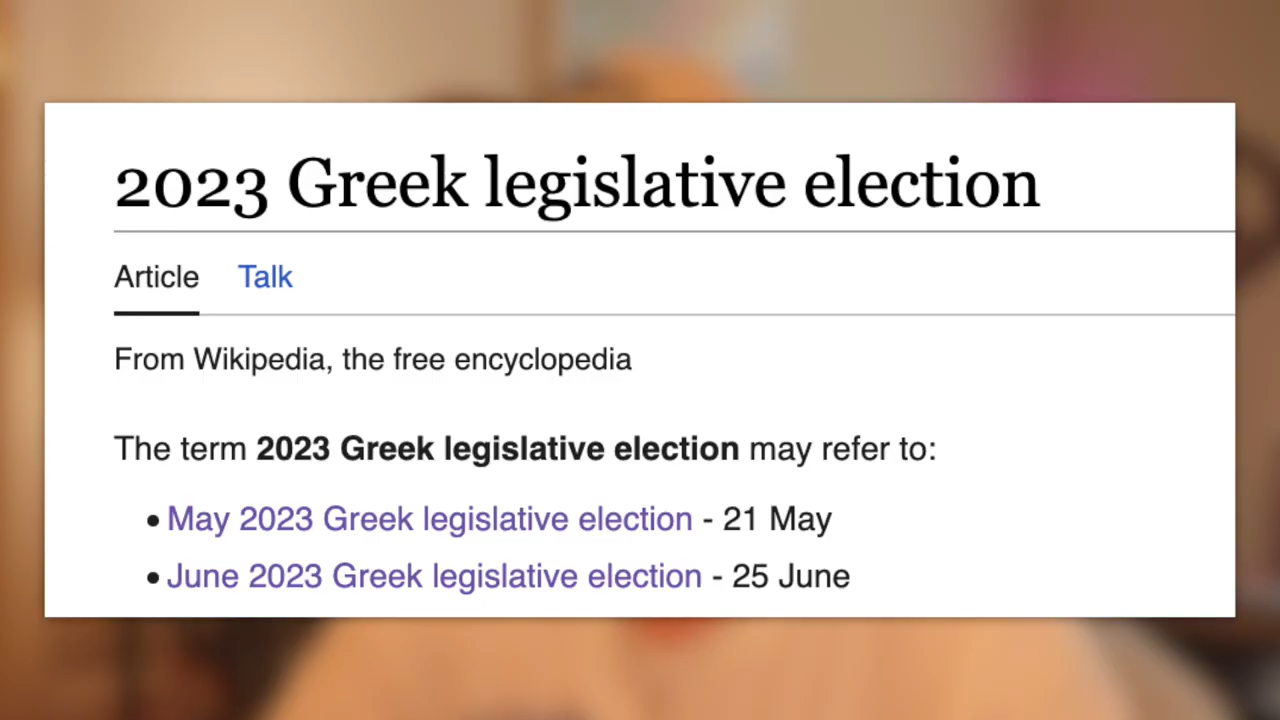 2023 Greek legislative election
Article Talk
From Wikipedia, the free encyclopedia
The term 2023 Greek legislative election may refer to:
• May 2023 Greek legislative election - 21 May
• June 2023 Greek legislative election - 25 June